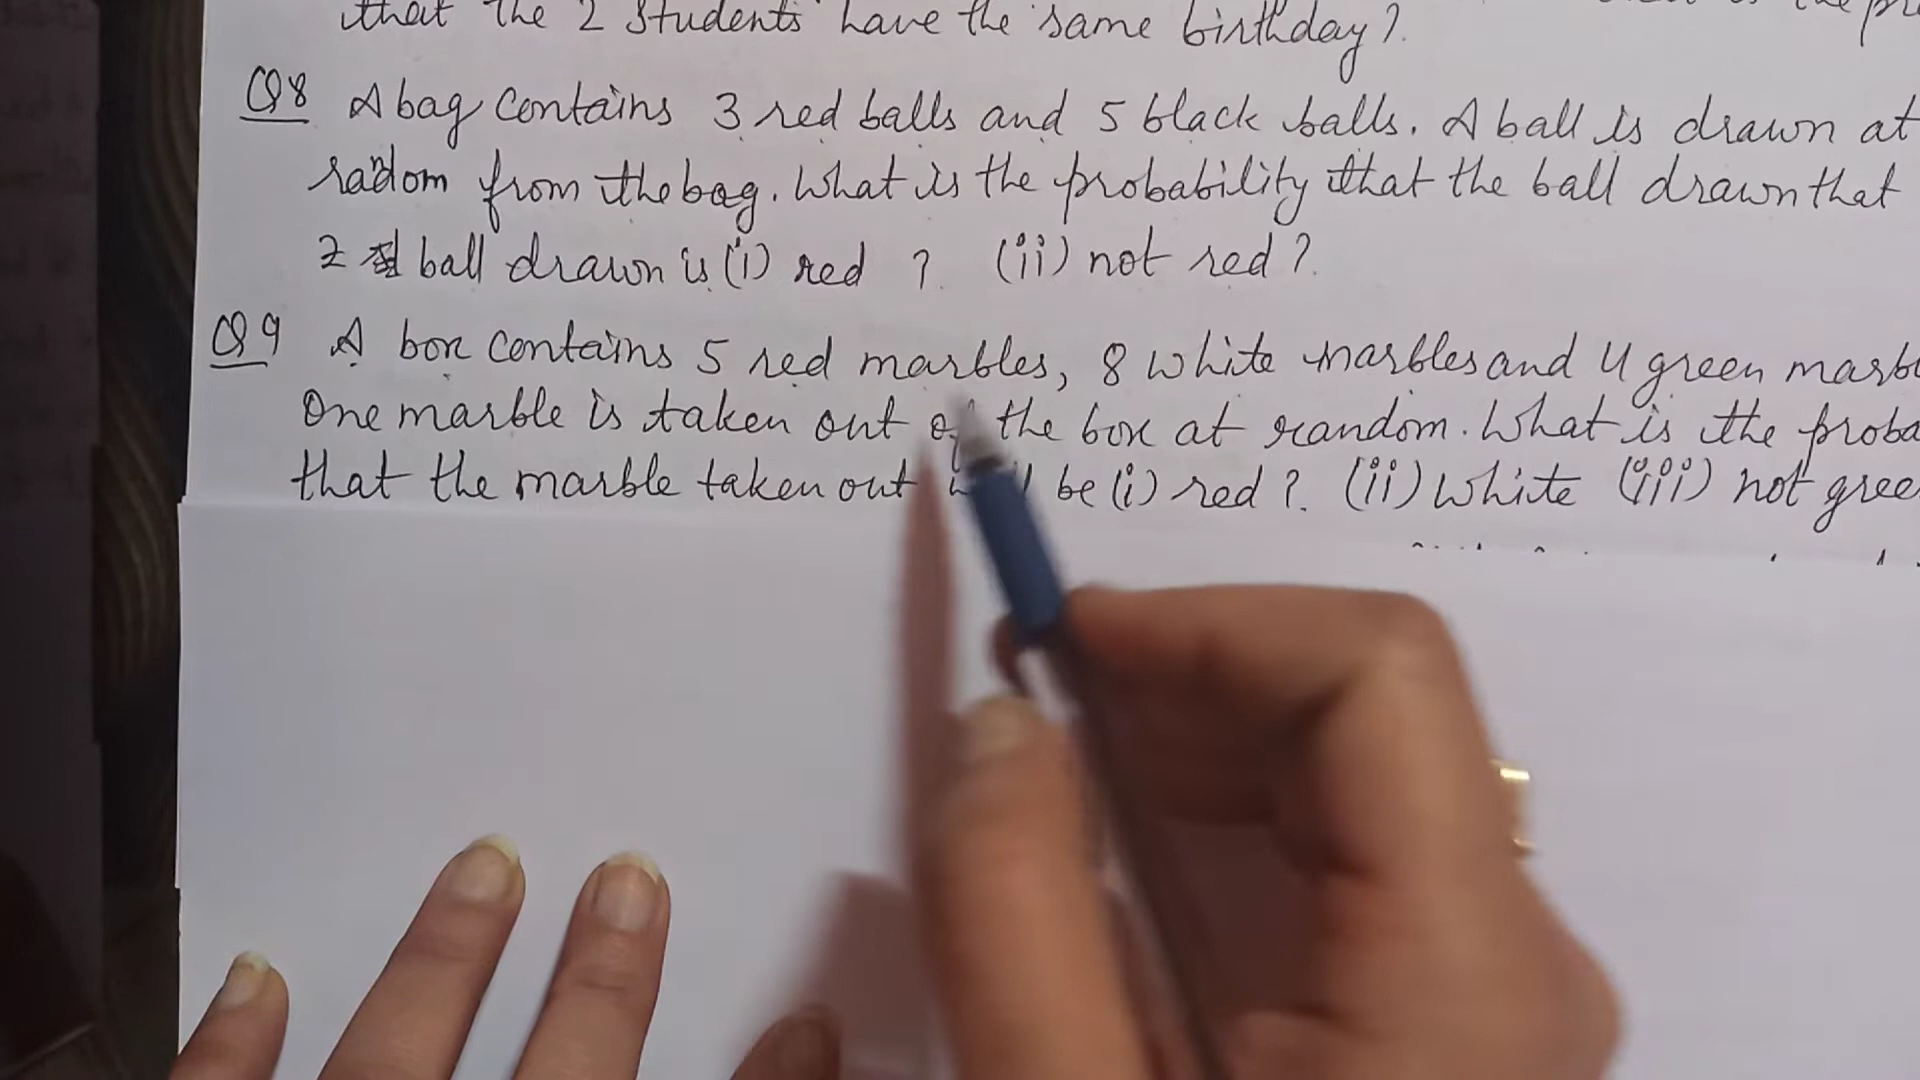 that the 2 students have the same birthday?
Q8 A bag contains 3 red balls and 5 black balls. A ball is drawn at
random from the bag. What is the probability that the ball drawn that
ball drawn is (i) red ? (ii) not red?
Q9 A box contains 5 red marbles, 8 white marbles and 4 green
One marble is taken out of the box at random. What is the
that the marble taken out be (i) red? (ii) white (iii) not